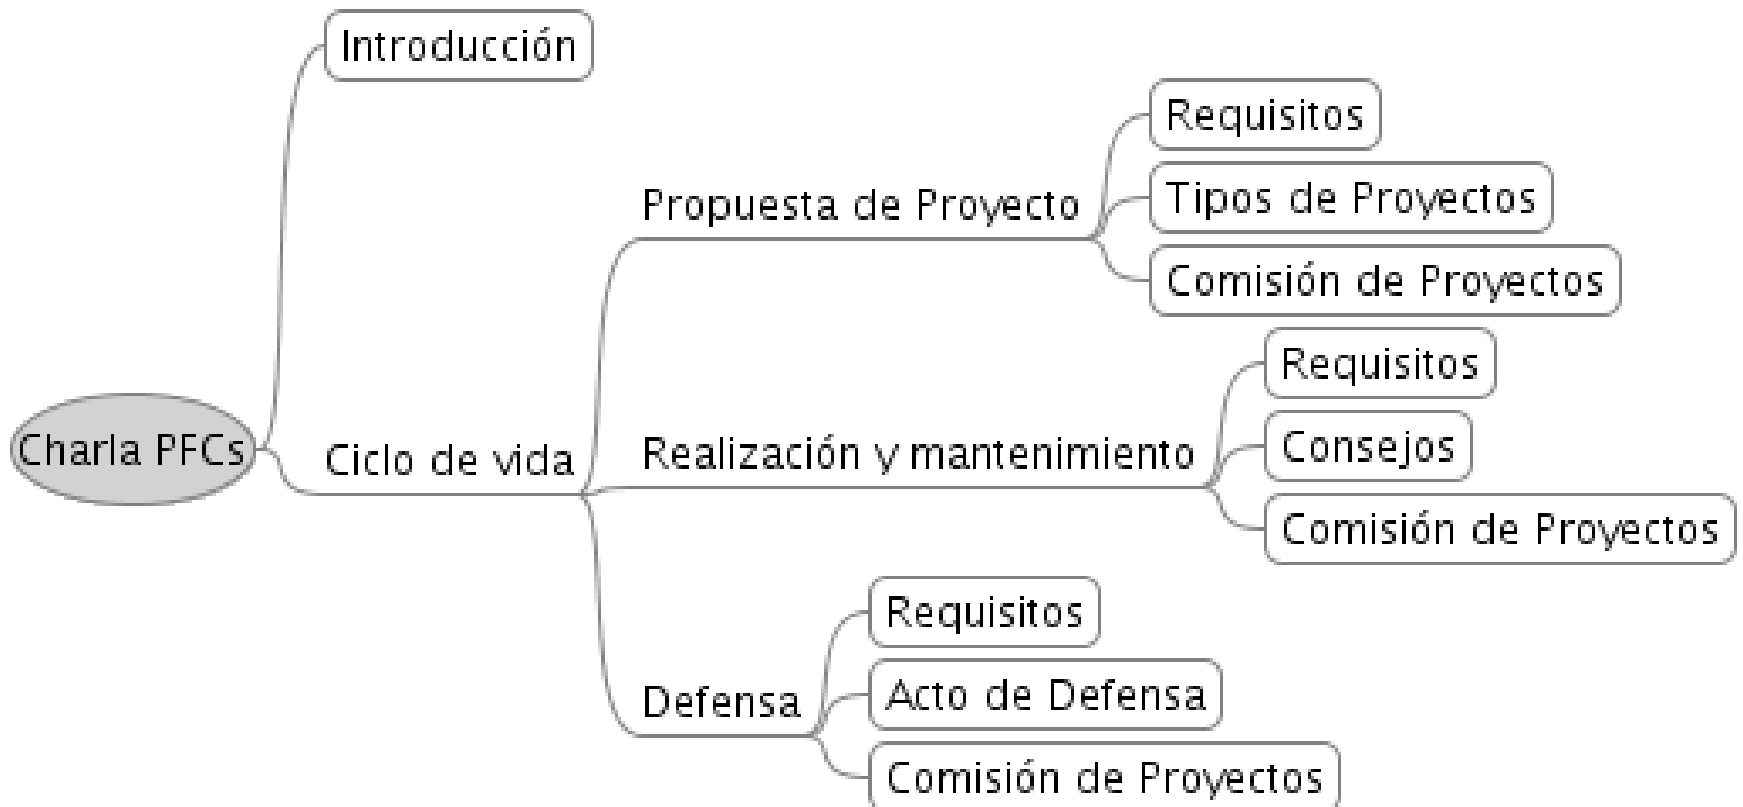 Introducción
Charla PFCs
Ciclo de vida
Propuesta de Proyecto
Requisitos
Tipos de Proyectos
Comisión de Proyectos
Realización y mantenimiento
Requisitos
Consejos
Comisión de Proyectos
Defensa
Requisitos
Acto de Defensa
Comisión de Proyectos